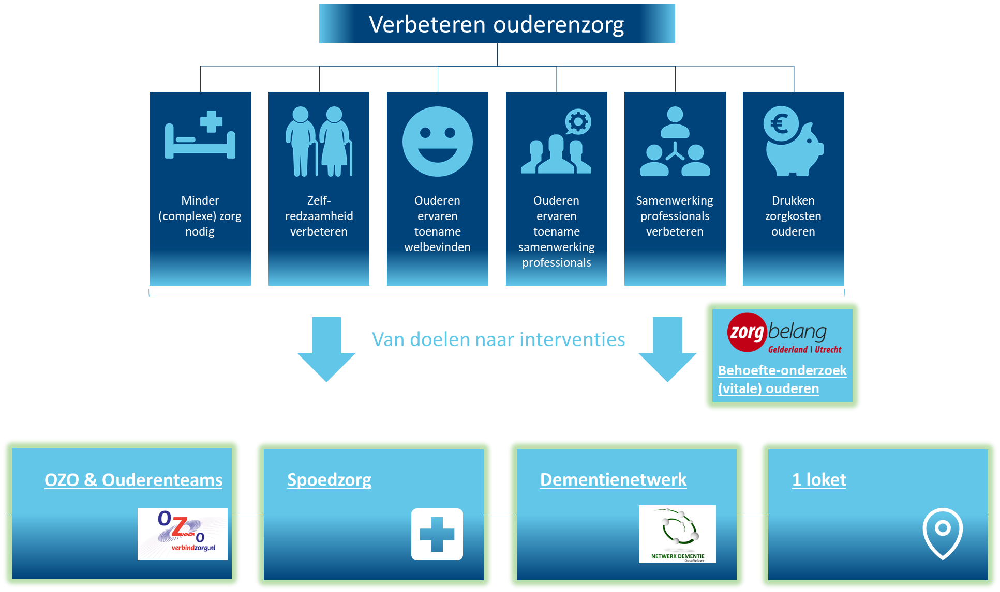 Verbeteren ouderenzorg
Minder
(complexe) zorg
nodig
Zelf-
redzaamheid
verbeteren
Ouderen
ervaren
toename
welbevinden
Ouderen
ervaren
toename
samenwerking
professionals
Samenwerking
professionals
verbeteren
€
Drukken
zorgkosten
ouderen
Van doelen naar interventies
zorgbelang
Gelderland | Utrecht
Behoefte-onderzoek
(vitale) ouderen
OZO & Ouderenteams
OZO
verbindzorg.nl
Spoedzorg
Dementienetwerk
NETWERK DEMENTIE
Oost-Veluwe
1 loket